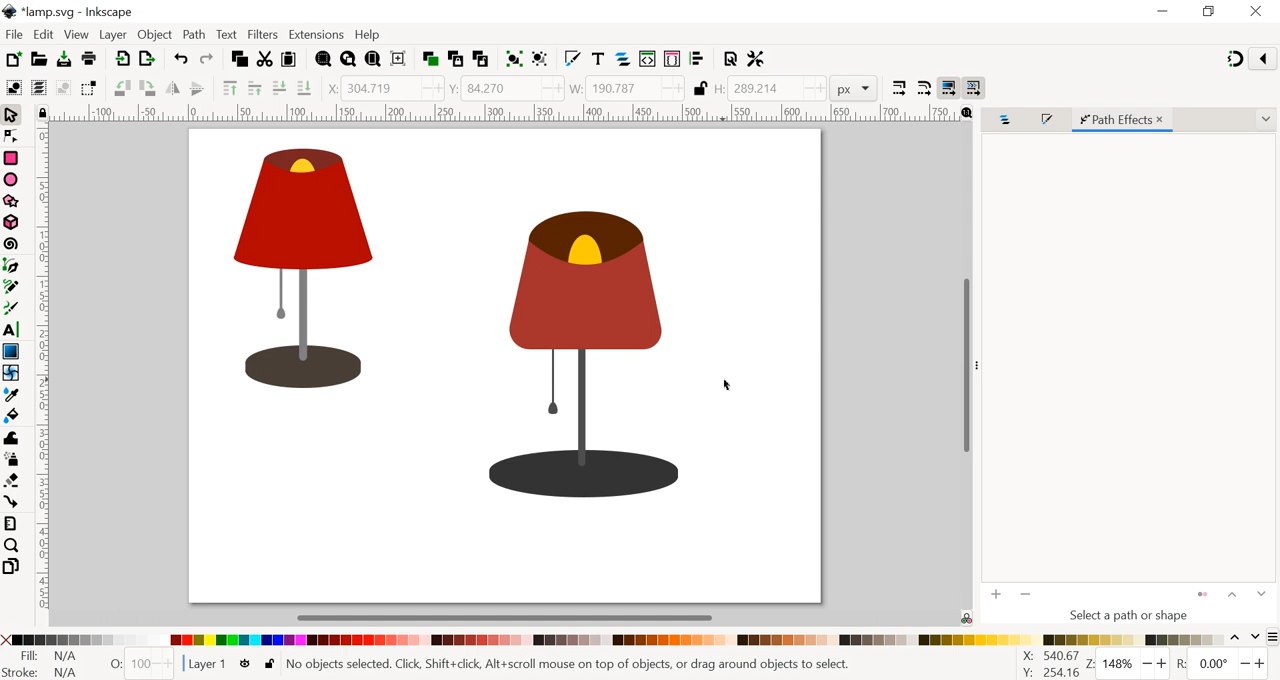 *lamp.svg - Inkscape
File Edit View Layer Object Path Text Filters Extensions Help
X: 304.719 Y: 84.270 W: 190.787 H: 289.214 px
-100 -50 0 50 100 150 200 250 300 350 400 450 500 550 600 650 700 750
Path Effects
Select a path or shape
Fill: N/A
Stroke: N/A
O: 100
Layer 1
No objects selected. Click, Shift+click, Alt+scroll mouse on top of objects, or drag around objects to select.
X: 540.67
Y: 254.16
Z: 148%
R: 0.00°